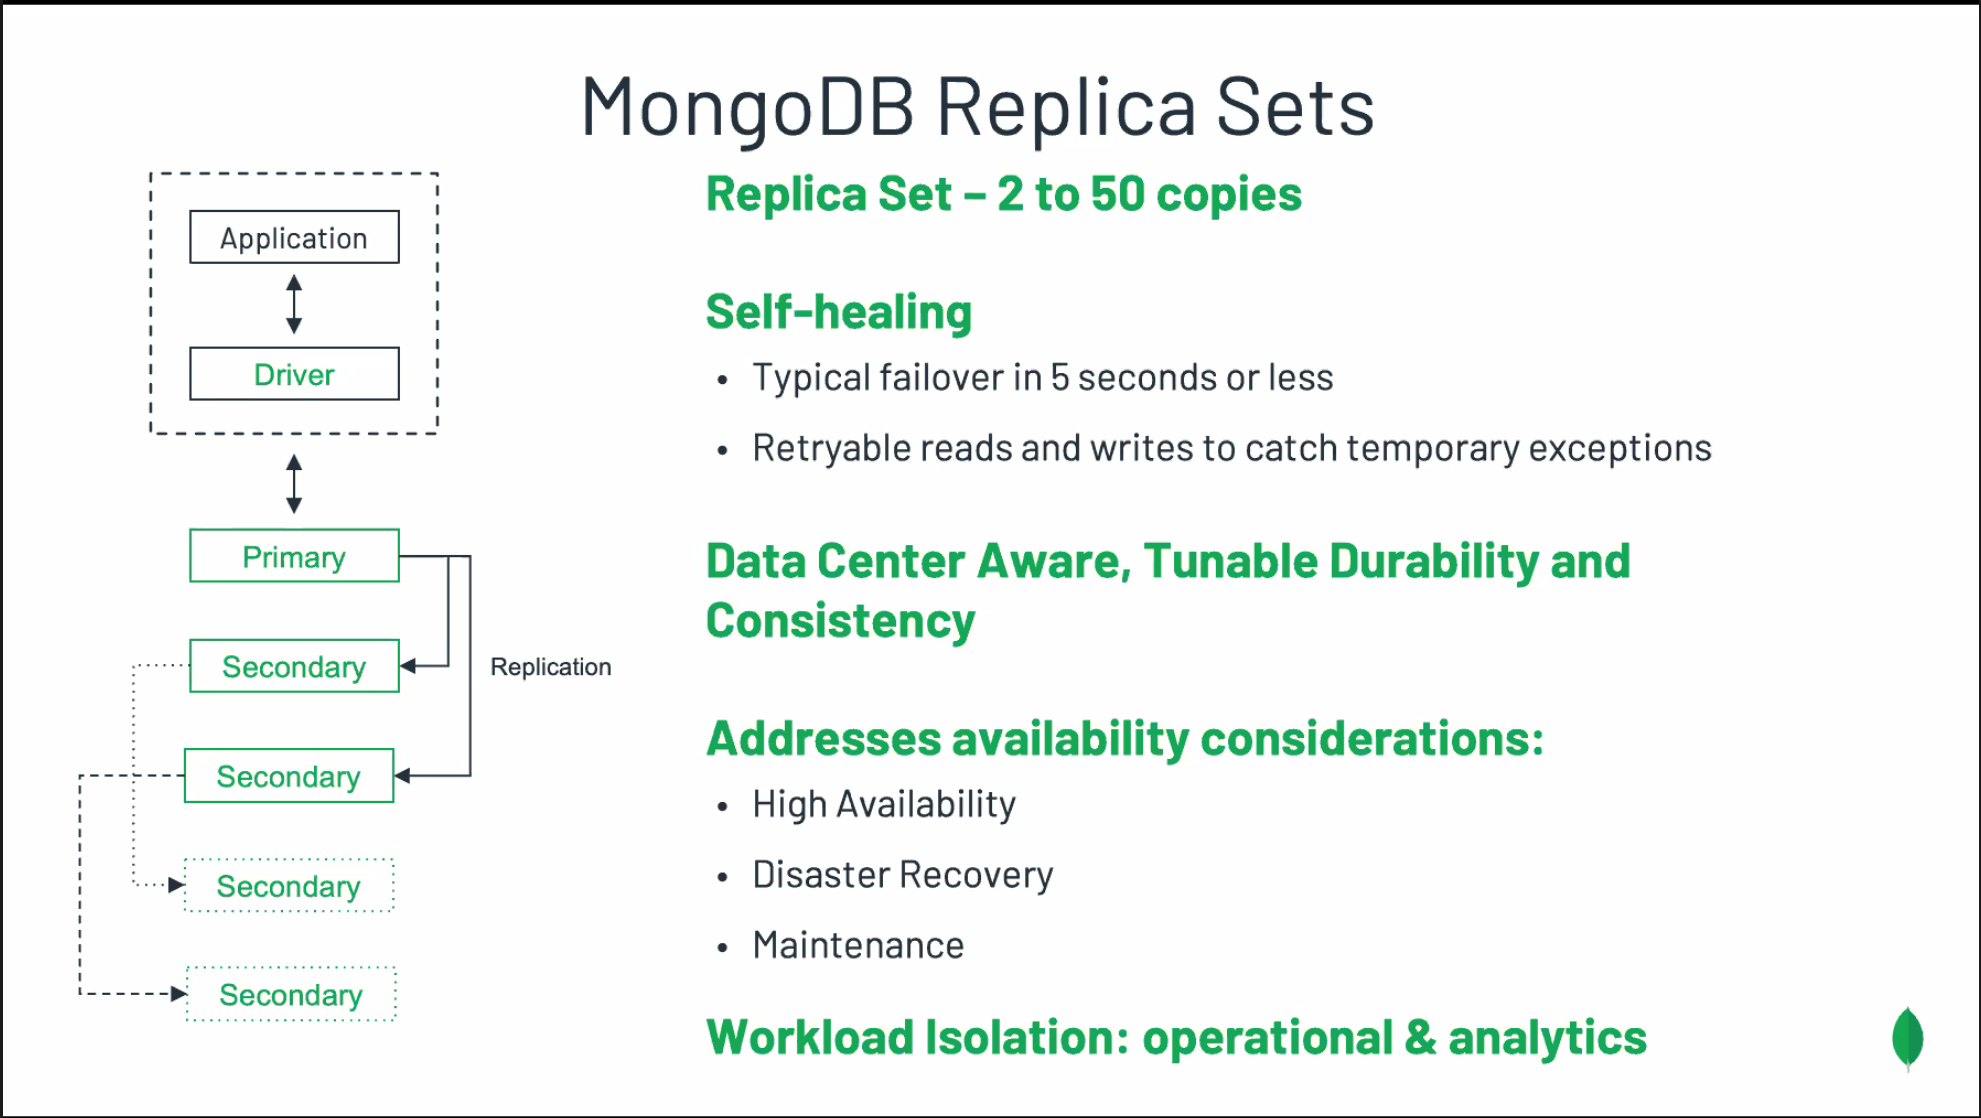 MongoDB Replica Sets
Application
Driver
Primary
Secondary
Replication
Secondary
Secondary
Secondary
Replica Set – 2 to 50 copies
Self-healing
• Typical failover in 5 seconds or less
• Retryable reads and writes to catch temporary exceptions
Data Center Aware, Tunable Durability and
Consistency
Addresses availability considerations:
• High Availability
• Disaster Recovery
• Maintenance
Workload Isolation: operational & analytics